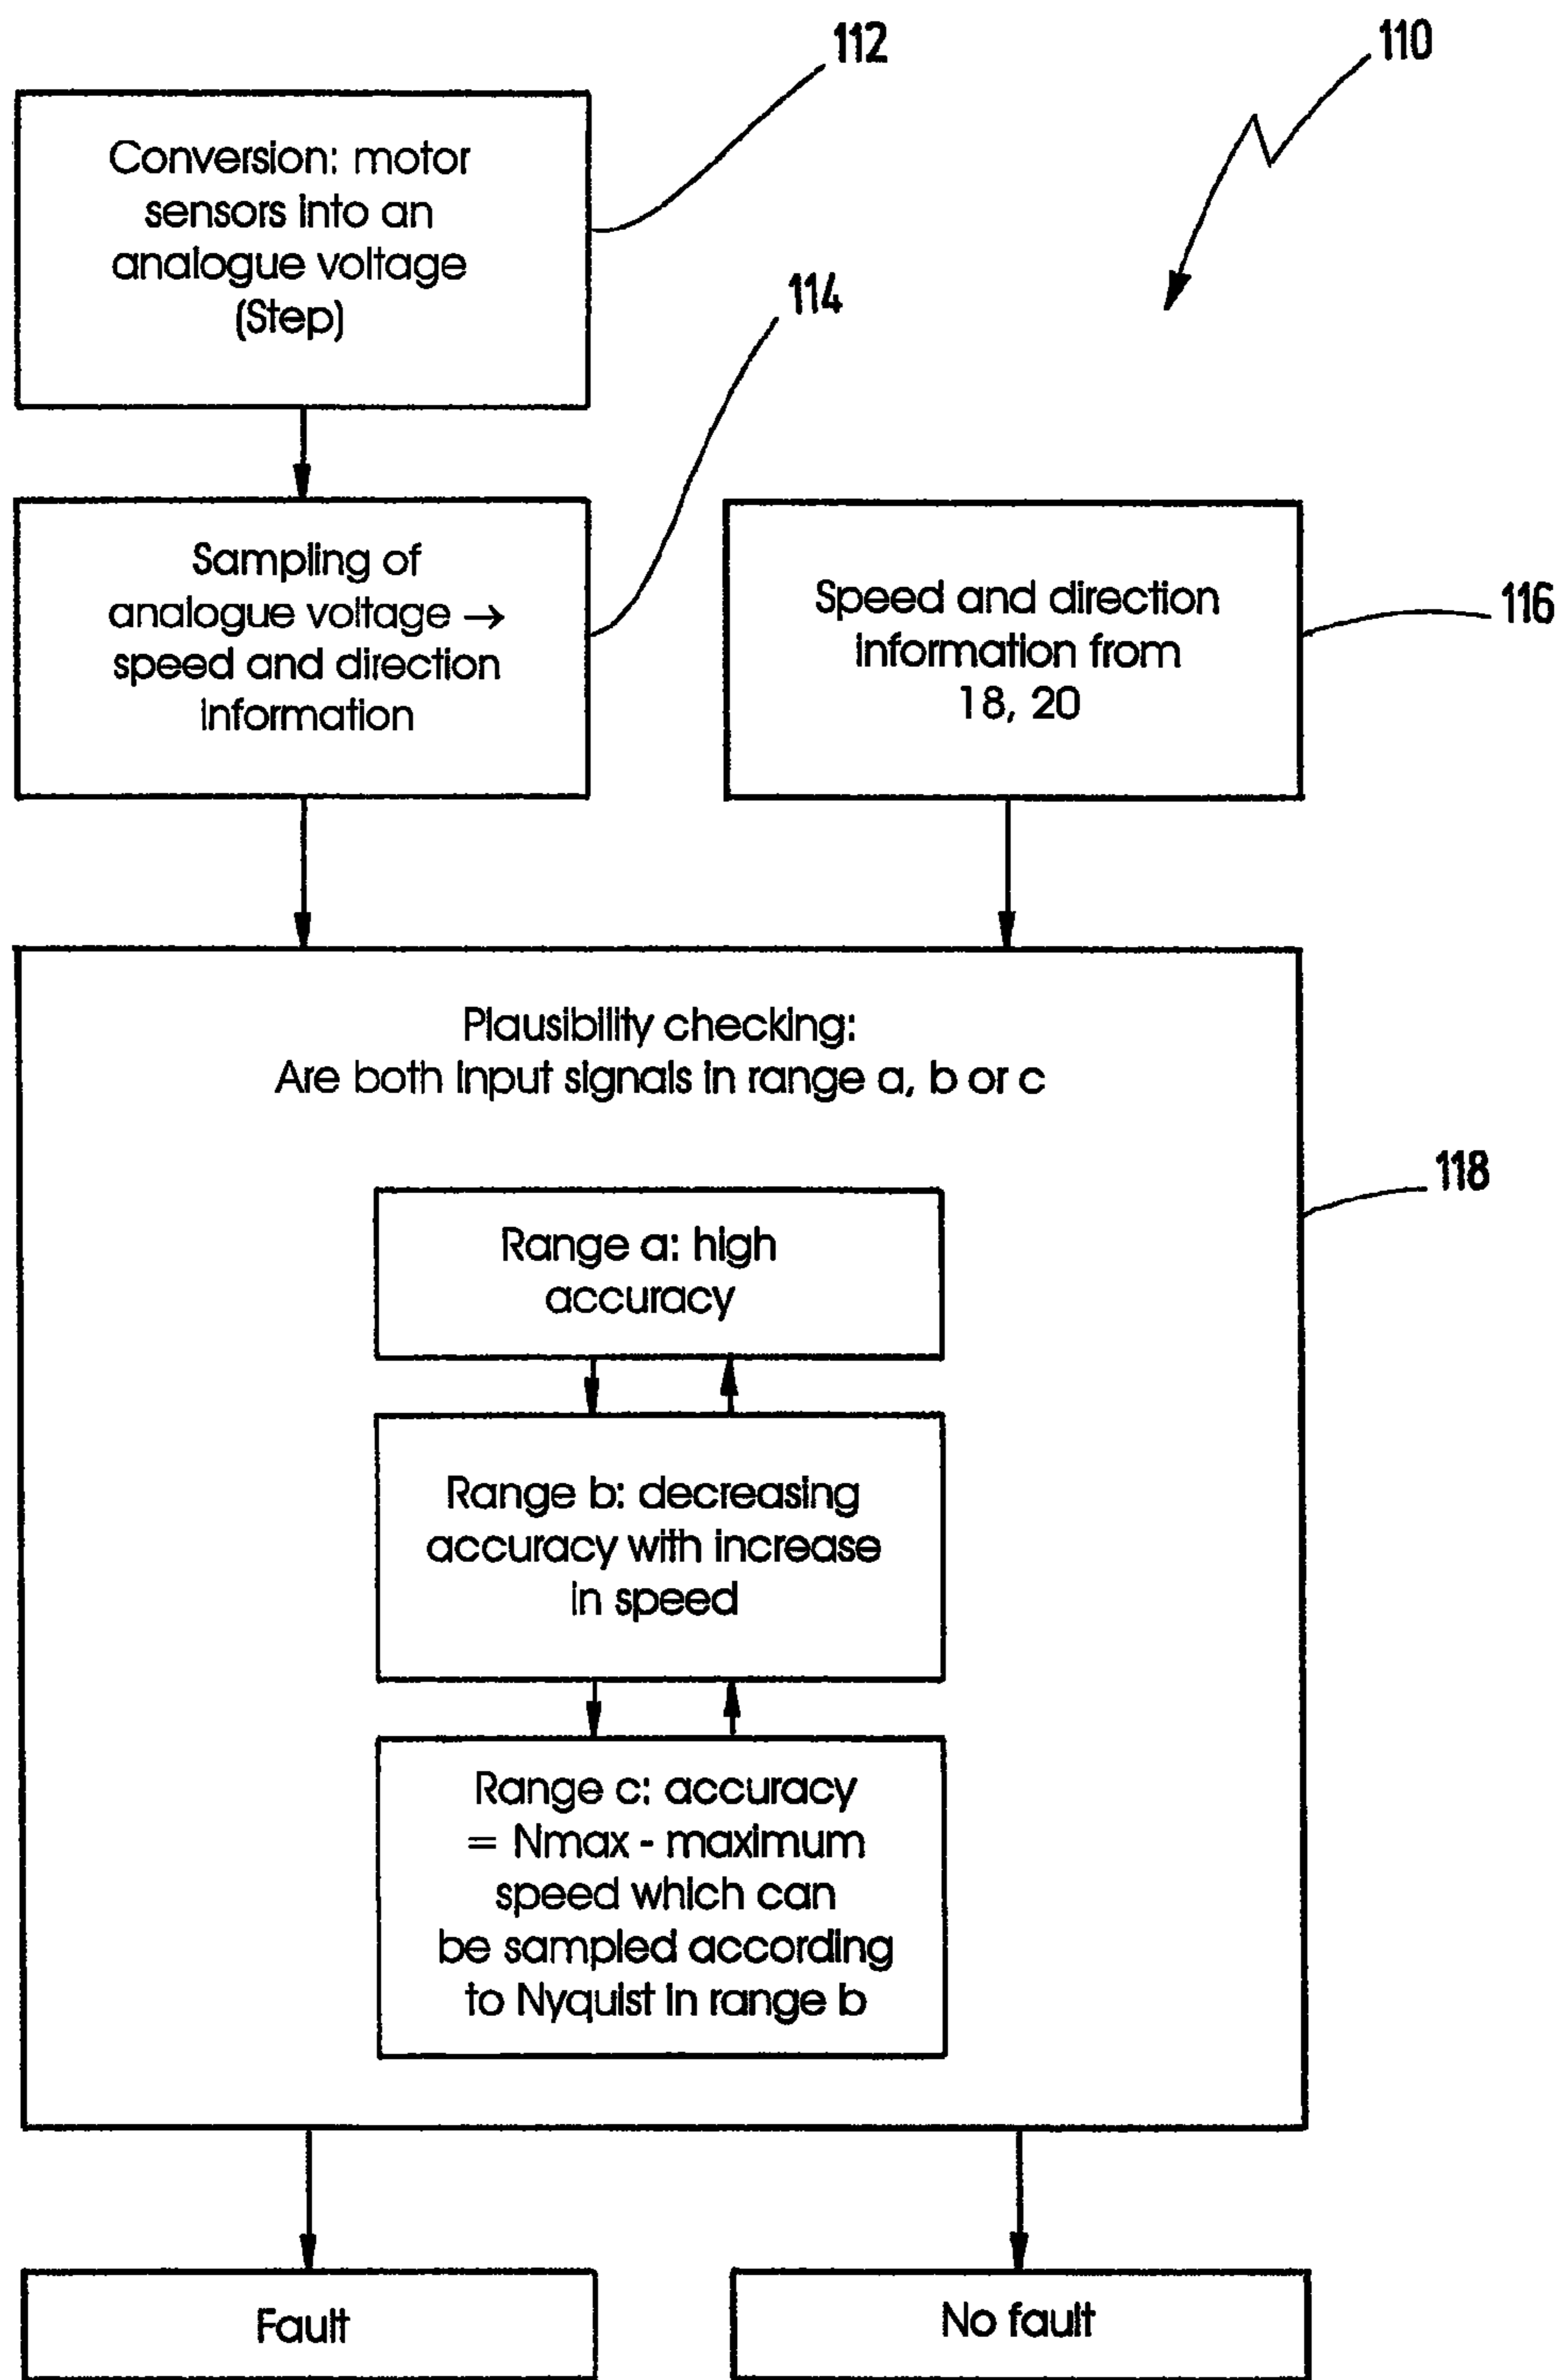 112
110
Conversion: motor
sensors into an
analogue voltage
(Step)
114
Sampling of
analogue voltage →
speed and direction
information
Speed and direction
information from
18, 20
116
Plausibility checking:
Are both input signals in range a, b or c
118
Range a: high
accuracy
Range b: decreasing
accuracy with increase
in speed
Range c: accuracy
= Nmax - maximum
speed which can
be sampled according
to Nyquist in range b
Fault
No fault